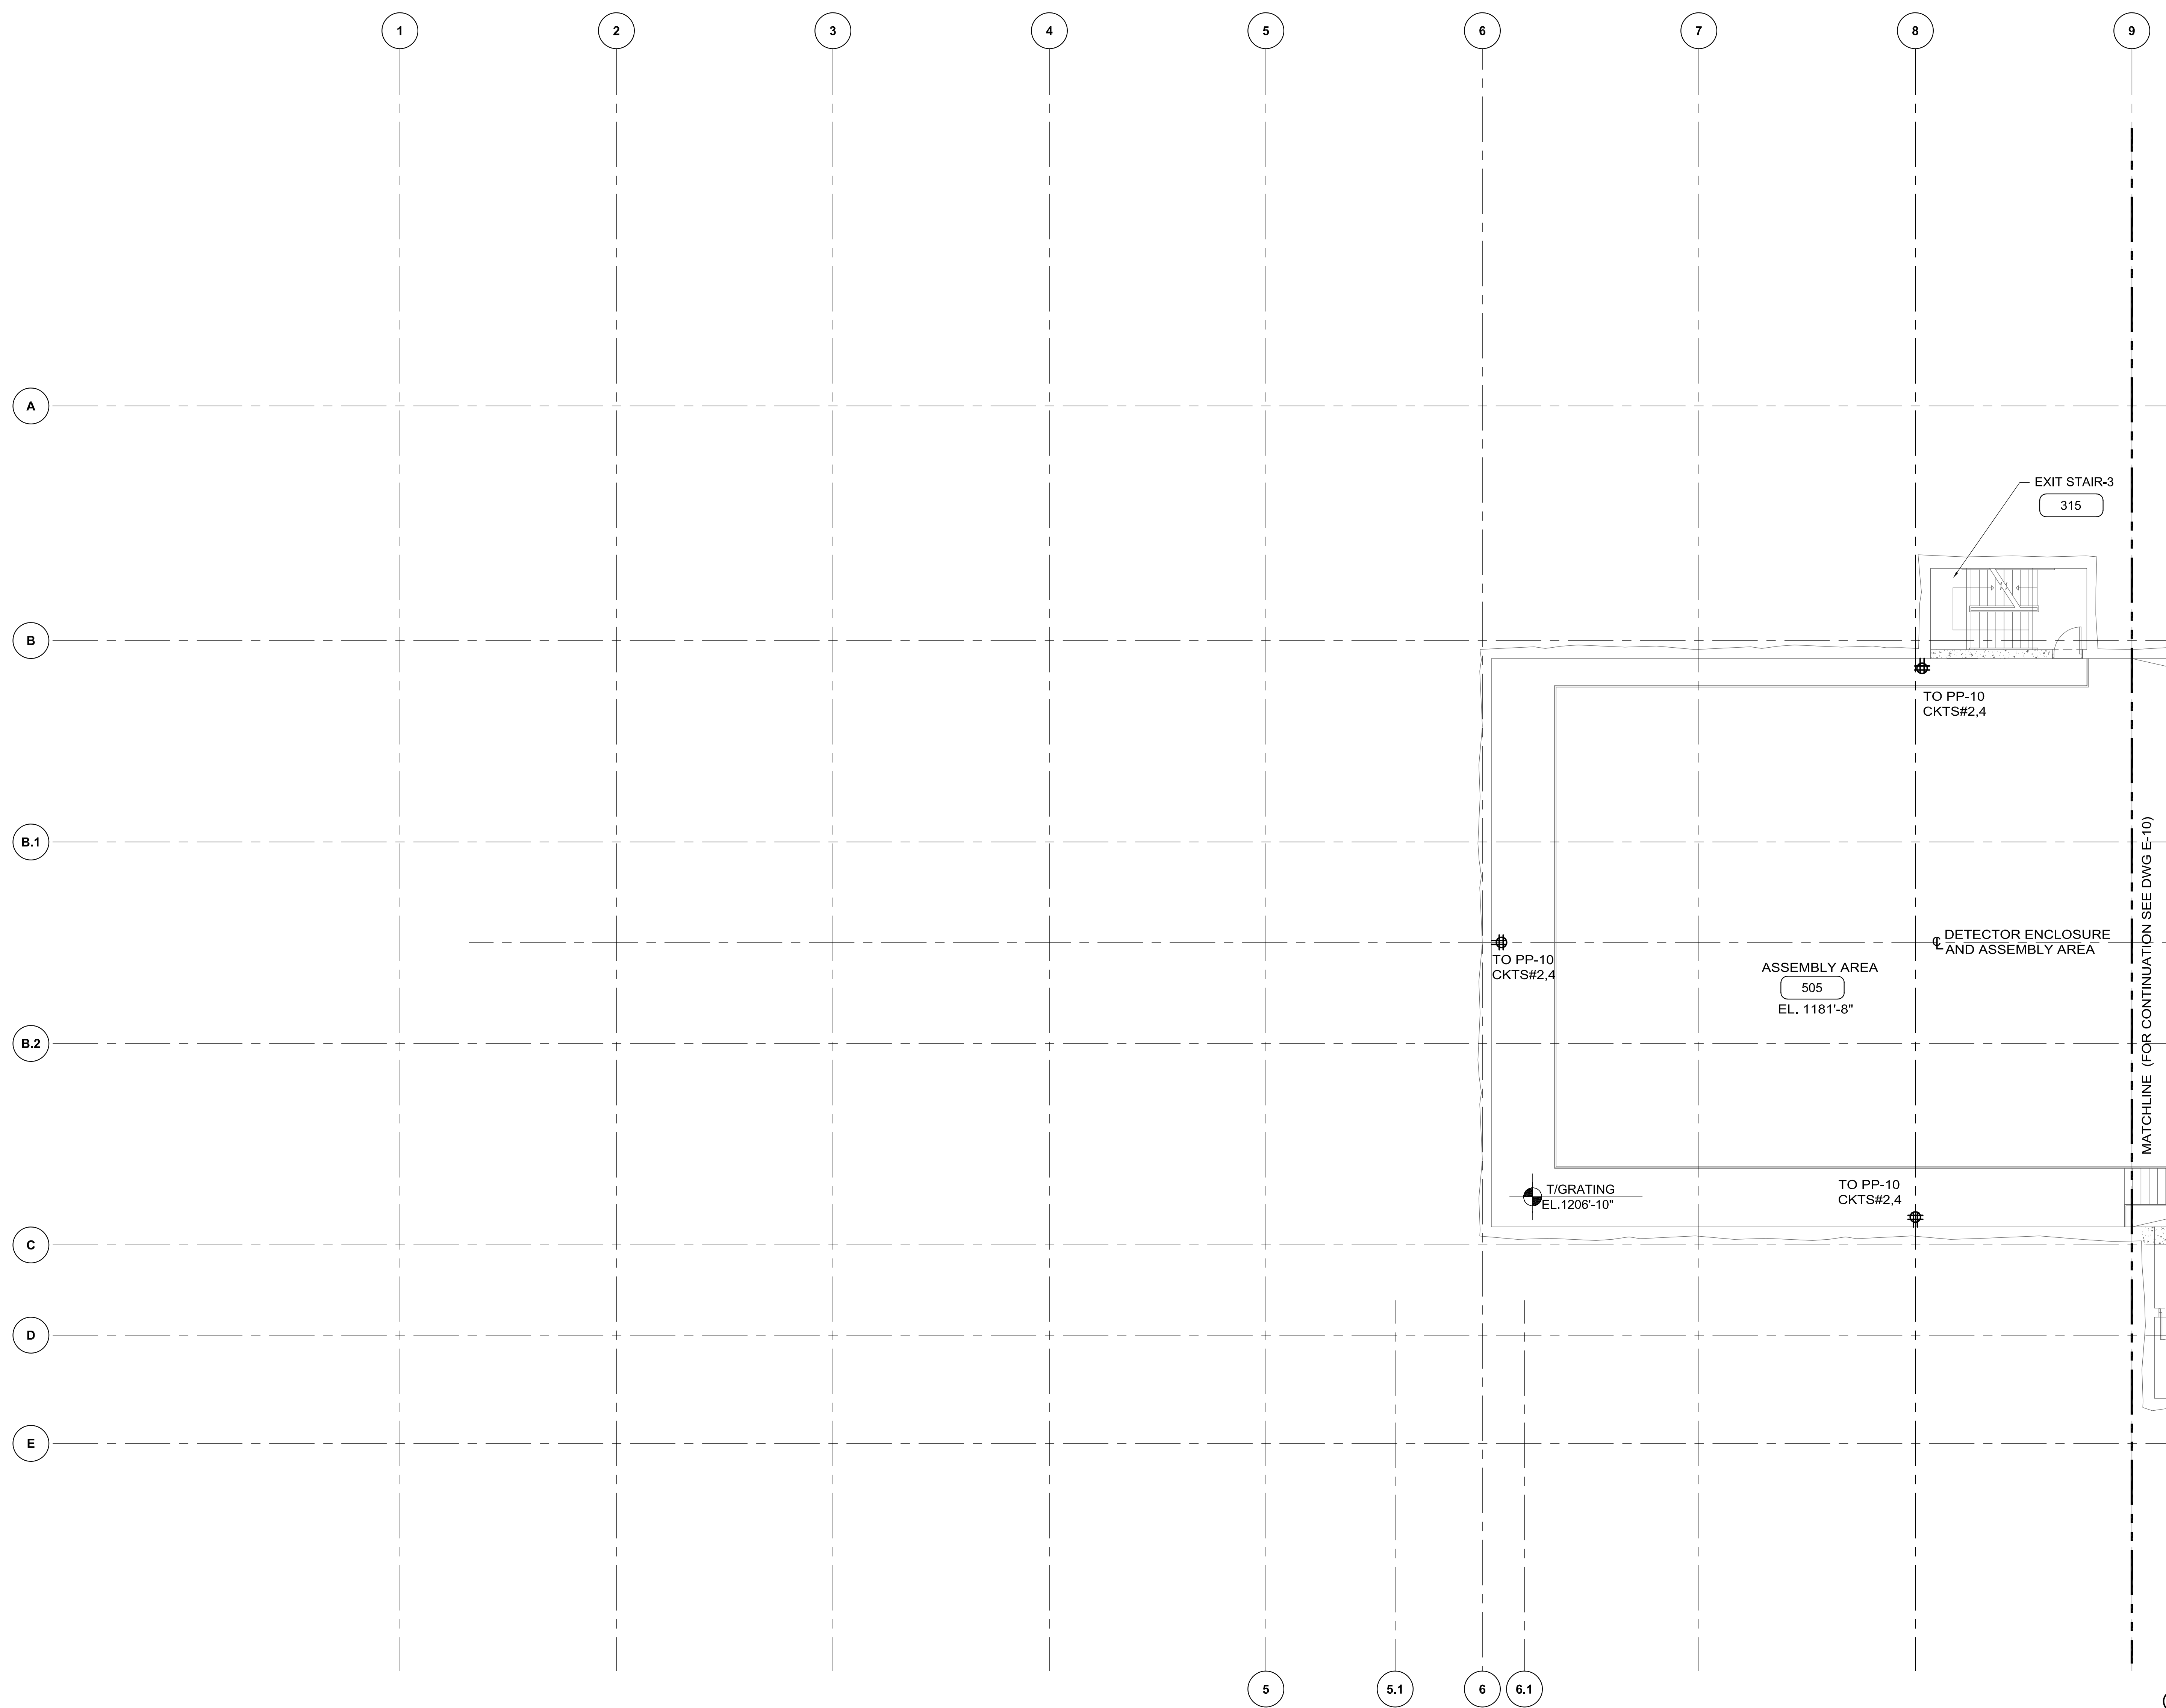 1
2
3
4
5
6
7
8
9
A
EXIT STAIR-3
315
B
TO PP-10
CKTS#2,4
B.1
MATCHLINE (FOR CONTINUATION SEE DWG E-10)
℄ DETECTOR ENCLOSURE
AND ASSEMBLY AREA
TO PP-10
CKTS#2,4
ASSEMBLY AREA
505
EL. 1181'-8"
B.2
T/GRATING
EL.1206'-10"
TO PP-10
CKTS#2,4
C
D
E
5
5.1
6
6.1